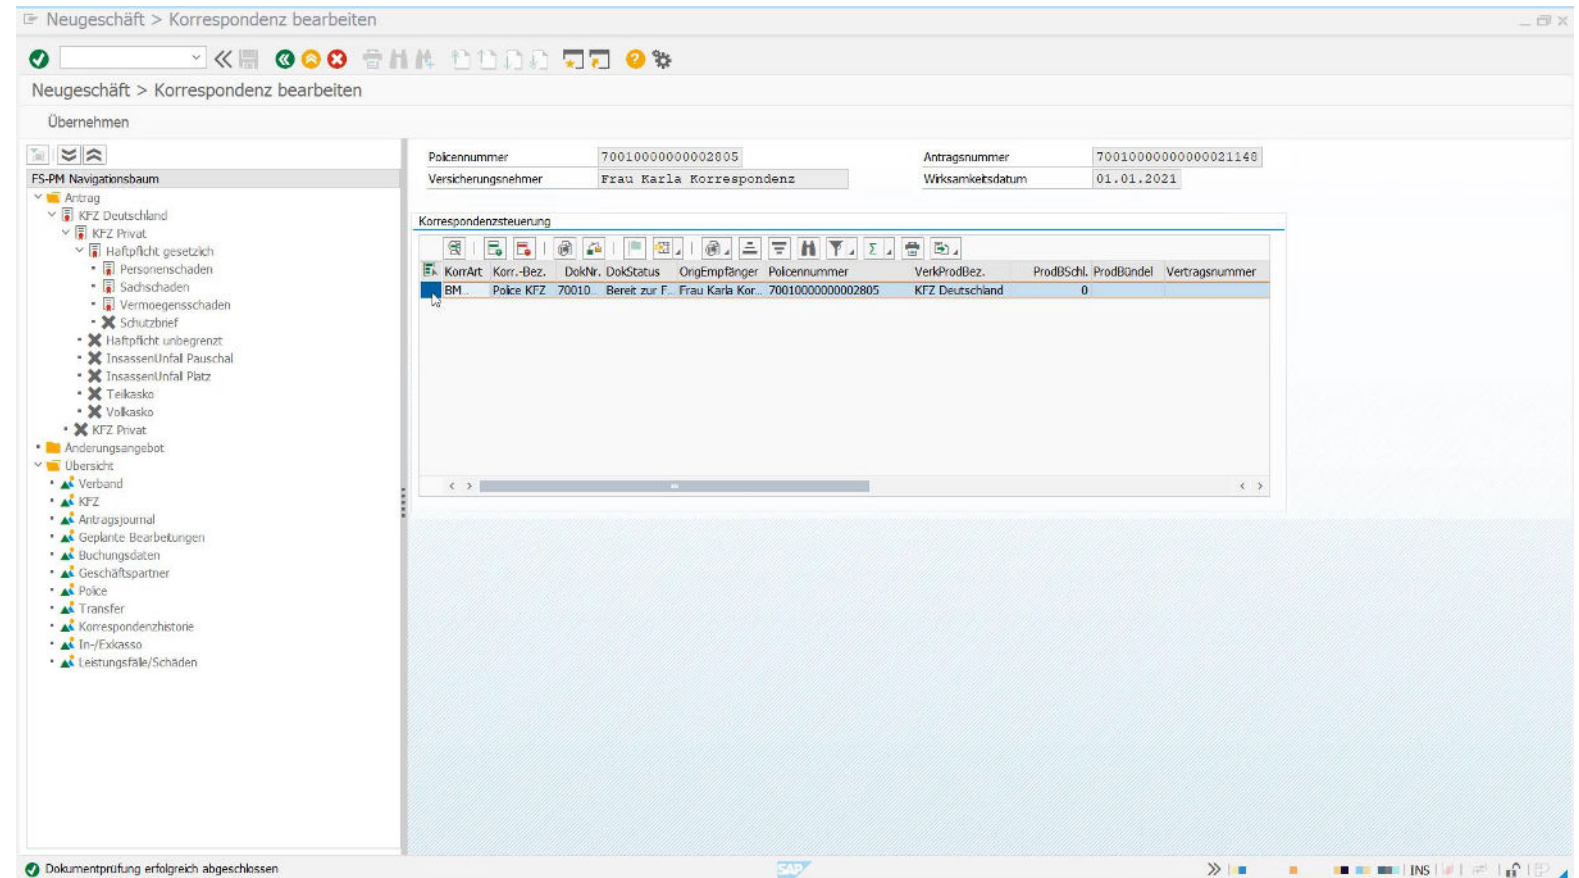 Neugeschäft > Korrespondenz bearbeiten
Neugeschäft > Korrespondenz bearbeiten
Übernehmen
FS-PM Navigationsbaum
Antrag
KFZ Deutschland
KFZ Privat
Haftpflicht gesetzlich
Personenschaden
Sachschaden
Vermoegensschaden
Schutzbrief
Haftpflicht unbegrenzt
InsassenUnfall Pauschal
InsassenUnfall Platz
Teilkasko
Vollkasko
KFZ Privat
Änderungsangebot
Übersicht
Verband
KFZ
Antragsjournal
Geplante Bearbeitungen
Buchungsdaten
Geschäftspartner
Police
Transfer
Korrespondenzhistorie
In-/Exkasso
Leistungsfälle/Schäden
Policennummer 70010000000002805 Antragsnummer 70010000000000021148
Versicherungsnehmer Frau Karla Korrespondenz Wirksamkeitsdatum 01.01.2021
Korrespondenzsteuerung
KorrArt Korr.-Bez. DokNr. DokStatus OrigEmpfänger Policennummer VerkProdBez. ProdBSchl. ProdBündel Vertragsnummer
BM... Police KFZ 70010... Bereit zur F... Frau Karla Kor... 70010000000002805 KFZ Deutschland 0
Dokumentprüfung erfolgreich abgeschlossen
SAP
INS